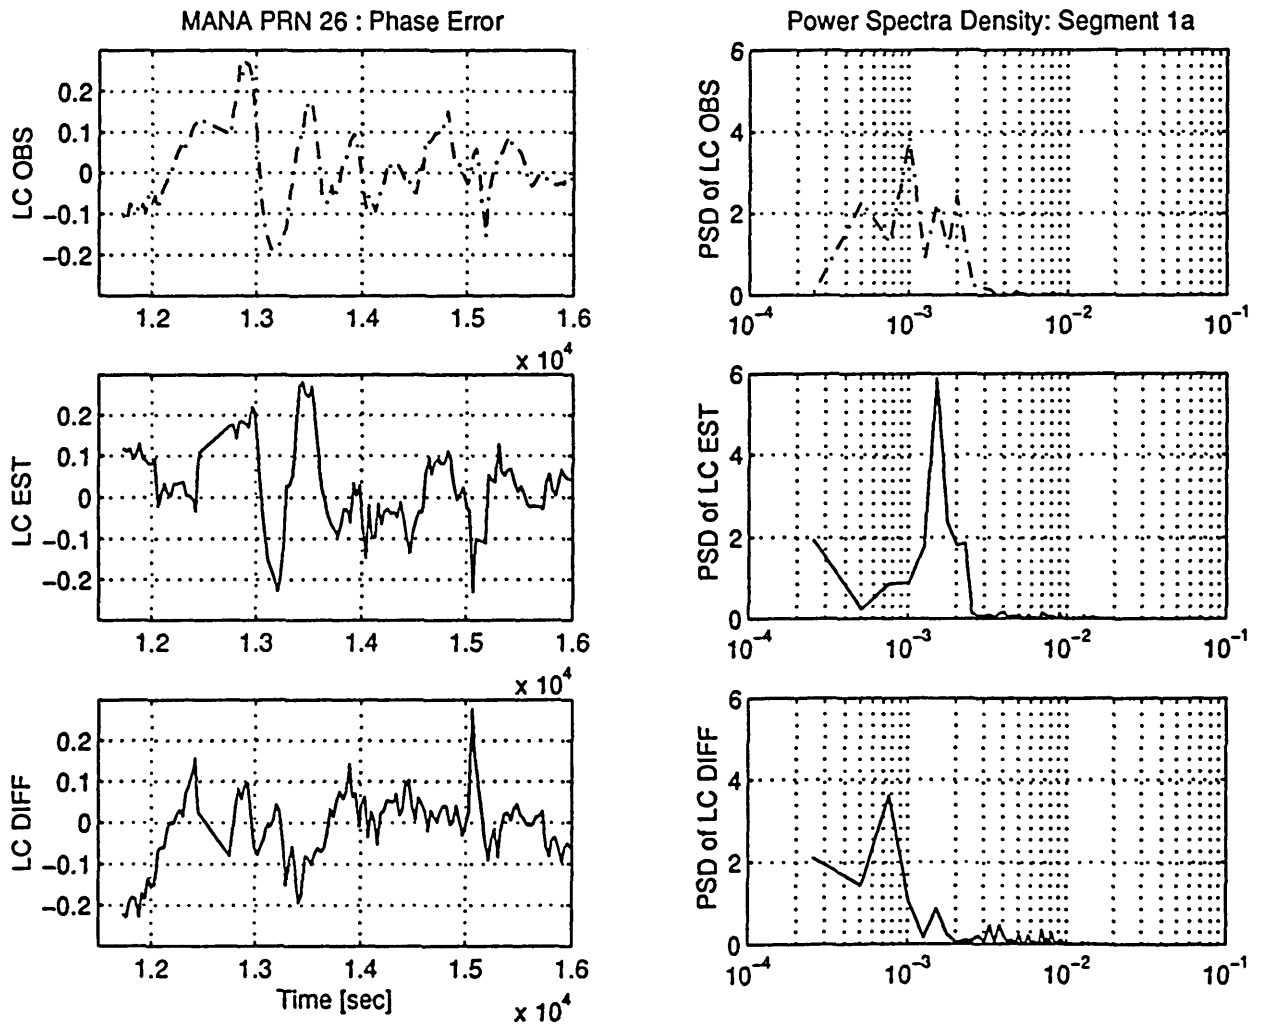 MANA PRN 26 : Phase Error
LC OBS
0.2
0.1
0
−0.1
−0.2
1.2 1.3 1.4 1.5 1.6
x 10⁴
Power Spectra Density: Segment 1a
PSD of LC OBS
6
4
2
0
10⁻⁴ 10⁻³ 10⁻² 10⁻¹
LC EST
0.2
0.1
0
−0.1
−0.2
1.2 1.3 1.4 1.5 1.6
x 10⁴
PSD of LC EST
6
4
2
0
10⁻⁴ 10⁻³ 10⁻² 10⁻¹
LC DIFF
0.2
0.1
0
−0.1
−0.2
1.2 1.3 1.4 1.5 1.6
Time [sec]
x 10⁴
PSD of LC DIFF
6
4
2
0
10⁻⁴ 10⁻³ 10⁻² 10⁻¹